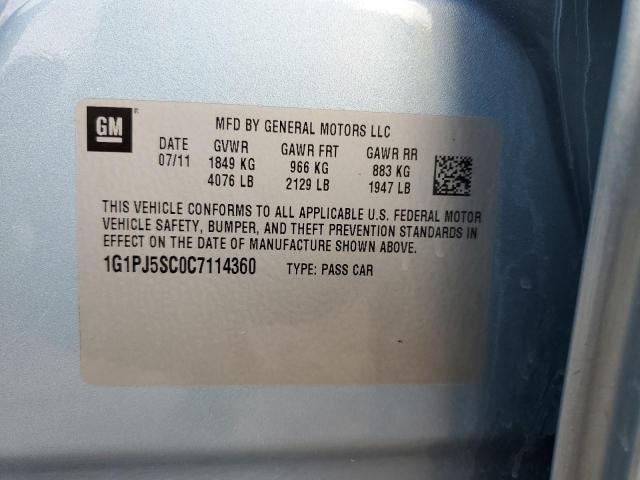 GM ®
MFD BY GENERAL MOTORS LLC
DATE GVWR GAWR FRT GAWR RR
07/11 1849 KG 966 KG 883 KG
4076 LB 2129 LB 1947 LB
THIS VEHICLE CONFORMS TO ALL APPLICABLE U.S. FEDERAL MOTOR
VEHICLE SAFETY, BUMPER, AND THEFT PREVENTION STANDARDS IN
EFFECT ON THE DATE OF MANUFACTURE SHOWN ABOVE.
1G1PJ5SC0C7114360 TYPE: PASS CAR